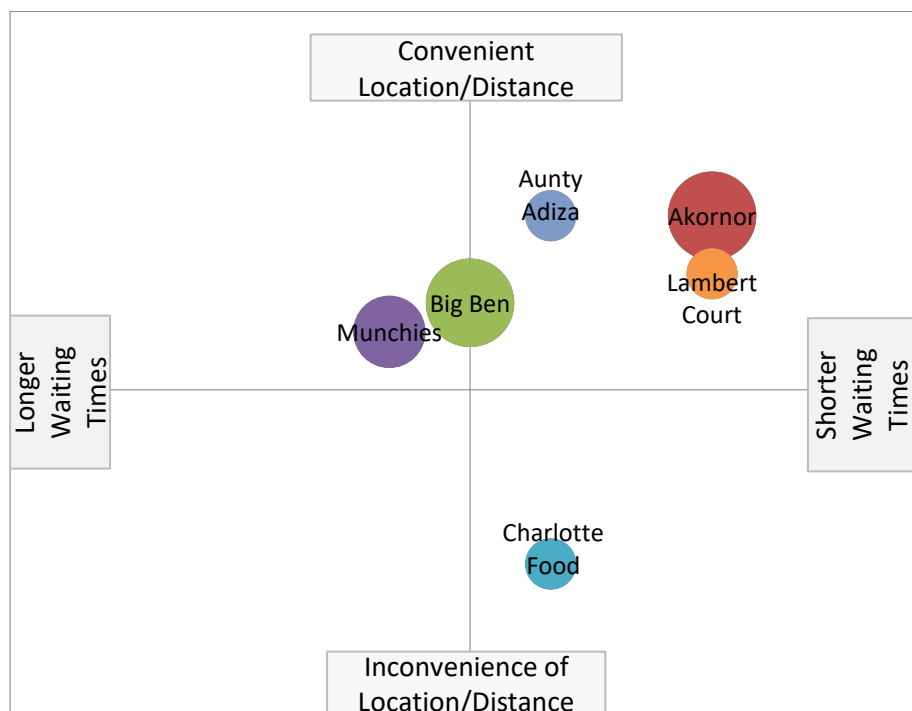 Convenient
Location/Distance
Aunty
Adiza
Akornor
Lambert
Court
Big Ben
Munchies
Longer
Waiting
Times
Shorter
Waiting
Times
Charlotte
Food
Inconvenience of
Location/Distance